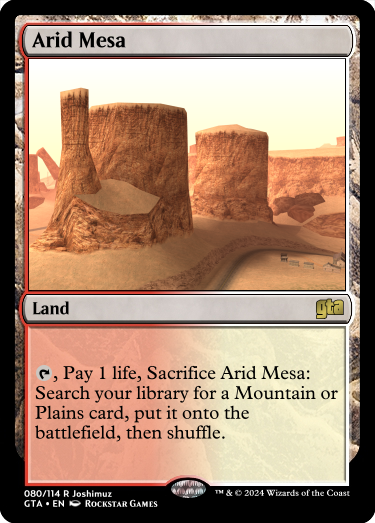 Arid Mesa
Land
gta
, Pay 1 life, Sacrifice Arid Mesa:
Search your library for a Mountain or
Plains card, put it onto the
battlefield, then shuffle.
080/114 R Joshimuz
GTA • EN Rockstar Games
™ & © 2024 Wizards of the Coast